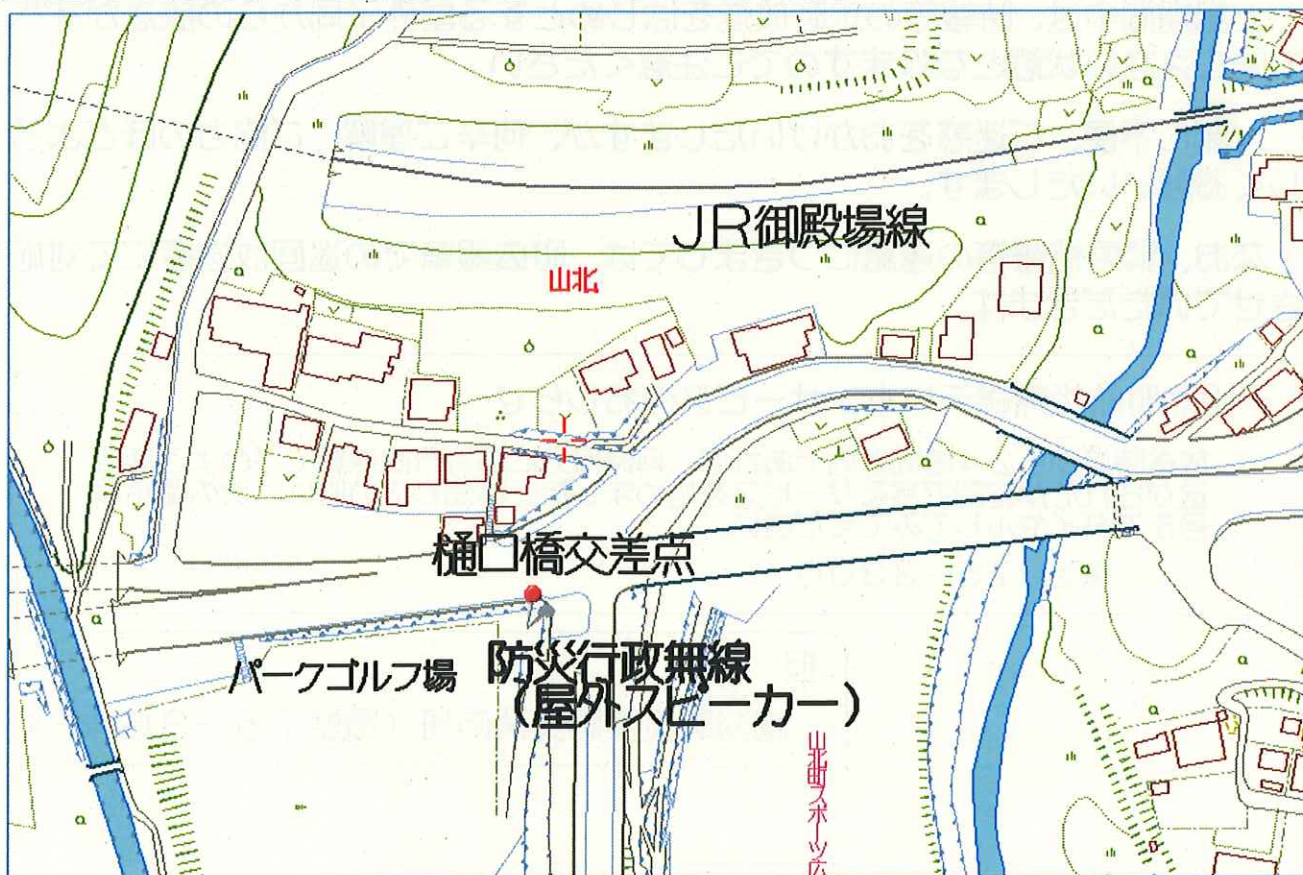 JR御殿場線
山北
樋口橋交差点
パークゴルフ場
防災行政無線
(屋外スピーカー)
山北町スポーツ広